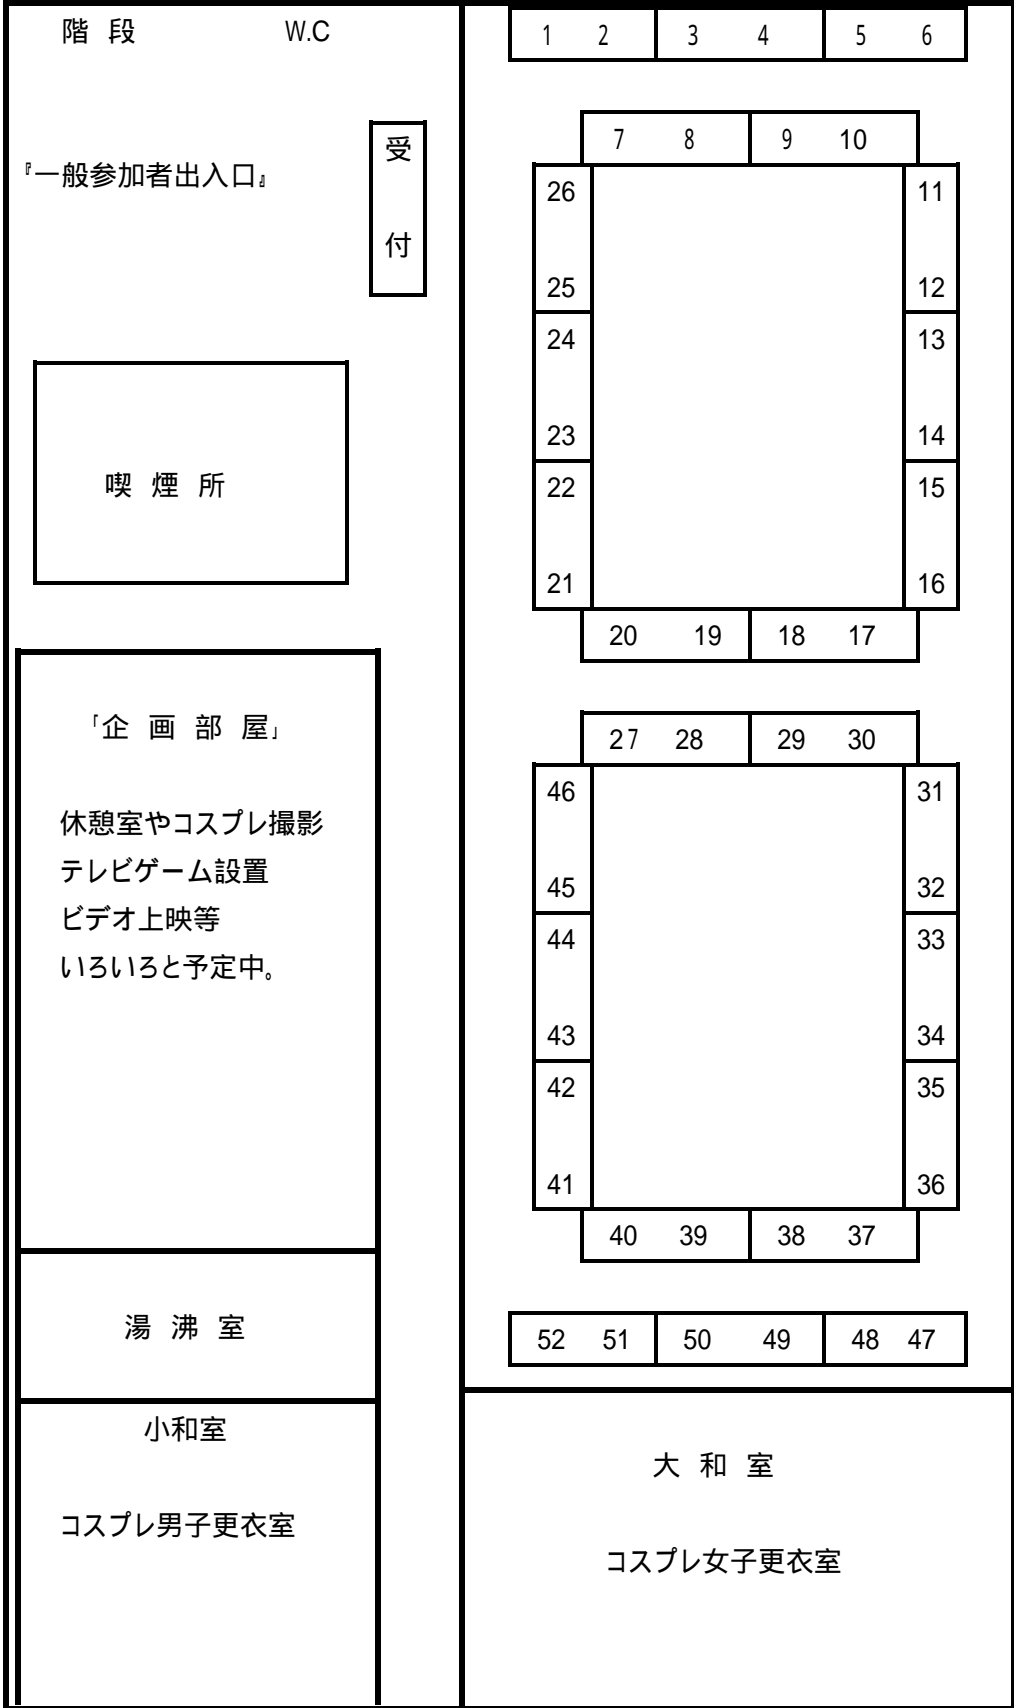 階 段 W.C
『一般参加者出入口』
受
付
喫 煙 所
「企 画 部 屋」
休憩室やコスプレ撮影
テレビゲーム設置
ビデオ上映等
いろいろと予定中。
湯 沸 室
小和室
コスプレ男子更衣室
1 2 3 4 5 6
7 8 9 10
26 11
25 12
24 13
23 14
22 15
21 16
20 19 18 17
27 28 29 30
46 31
45 32
44 33
43 34
42 35
41 36
40 39 38 37
52 51 50 49 48 47
大 和 室
コスプレ女子更衣室